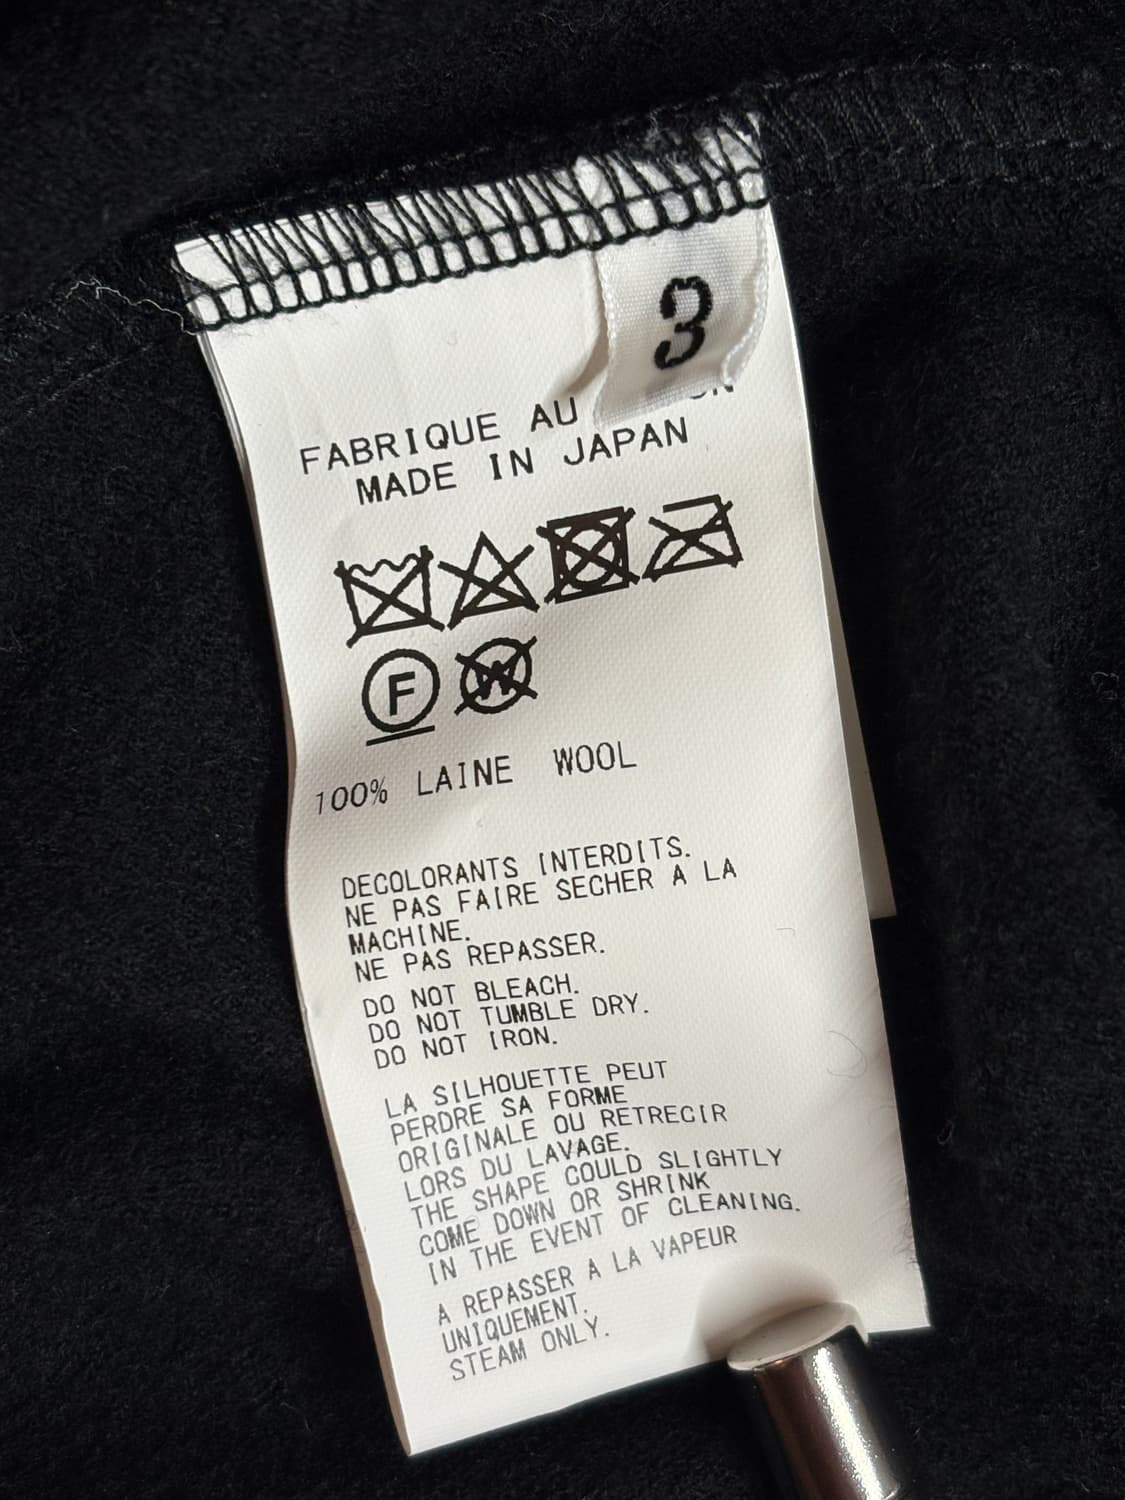 3
FABRIQUE AU
MADE IN JAPAN
F W
100% LAINE WOOL
DECOLORANTS INTERDITS.
NE PAS FAIRE SECHER A LA
MACHINE.
NE PAS REPASSER.
DO NOT BLEACH.
DO NOT TUMBLE DRY.
DO NOT IRON.
LA SILHOUETTE PEUT
PERDRE SA FORME
ORIGINALE OU RETRECIR
LORS DU LAVAGE.
THE SHAPE COULD SLIGHTLY
COME DOWN OR SHRINK
IN THE EVENT OF CLEANING.
A REPASSER A LA VAPEUR
UNIQUEMENT.
STEAM ONLY.